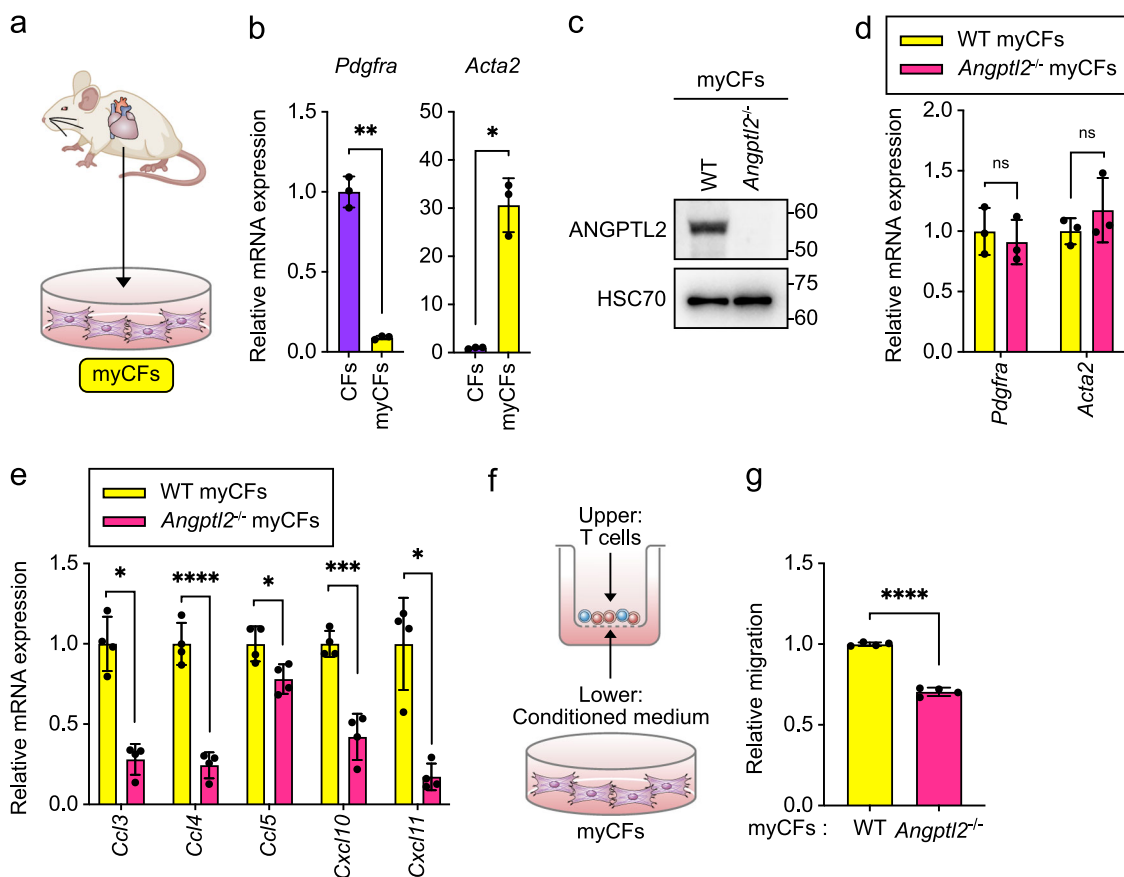 a
myCFs
b
Pdgfra
Acta2
Relative mRNA expression
1.5
1.0
0.5
0.0
**
CFs
myCFs
50
40
30
20
10
0
*
CFs
myCFs
c
myCFs
WT
Angptl2-/-
ANGPTL2
60
50
HSC70
75
60
d
WT myCFs
Angptl2-/- myCFs
Relative mRNA expression
2.0
1.5
1.0
0.5
0.0
ns
ns
Pdgfra
Acta2
e
WT myCFs
Angptl2-/- myCFs
Relative mRNA expression
1.5
1.0
0.5
0.0
*
****
*
***
*
Ccl3
Ccl4
Ccl5
Cxcl10
Cxcl11
f
Upper:
T cells
Lower:
Conditioned medium
myCFs
g
Relative migration
1.5
1.0
0.5
0.0
****
myCFs : WT Angptl2-/-